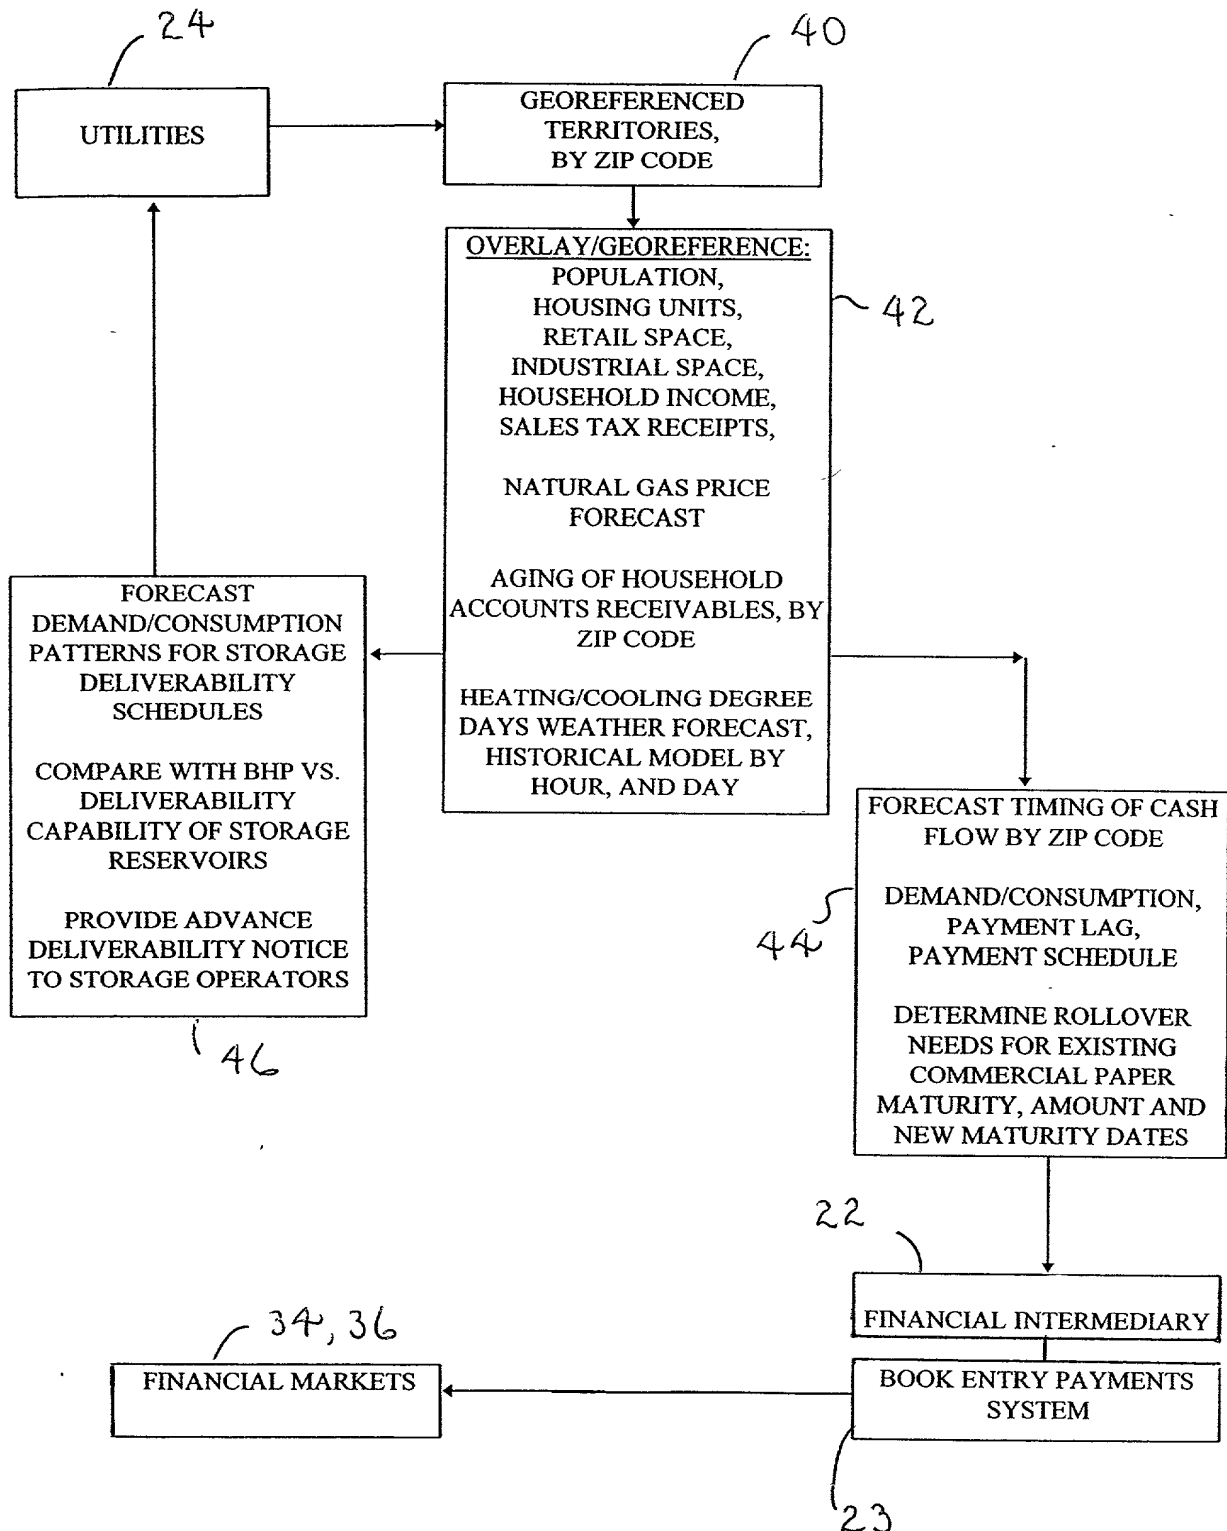 24
UTILITIES
40
GEOREFERENCED
TERRITORIES,
BY ZIP CODE
OVERLAY/GEOREFERENCE:
POPULATION,
HOUSING UNITS,
RETAIL SPACE,
INDUSTRIAL SPACE,
HOUSEHOLD INCOME,
SALES TAX RECEIPTS,
NATURAL GAS PRICE
FORECAST
AGING OF HOUSEHOLD
ACCOUNTS RECEIVABLES, BY
ZIP CODE
HEATING/COOLING DEGREE
DAYS WEATHER FORECAST,
HISTORICAL MODEL BY
HOUR, AND DAY
42
FORECAST
DEMAND/CONSUMPTION
PATTERNS FOR STORAGE
DELIVERABILITY
SCHEDULES
COMPARE WITH BHP VS.
DELIVERABILITY
CAPABILITY OF STORAGE
RESERVOIRS
PROVIDE ADVANCE
DELIVERABILITY NOTICE
TO STORAGE OPERATORS
46
FORECAST TIMING OF CASH
FLOW BY ZIP CODE
DEMAND/CONSUMPTION,
PAYMENT LAG,
PAYMENT SCHEDULE
DETERMINE ROLLOVER
NEEDS FOR EXISTING
COMMERCIAL PAPER
MATURITY, AMOUNT AND
NEW MATURITY DATES
44
22
FINANCIAL INTERMEDIARY
34, 36
FINANCIAL MARKETS
BOOK ENTRY PAYMENTS
SYSTEM
23